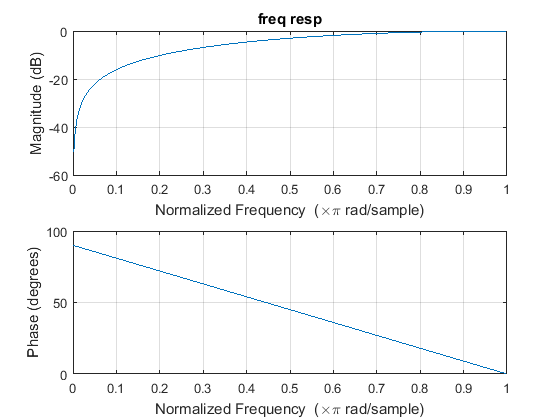 freq resp
0
-20
-40
-60
Magnitude (dB)
0 0.1 0.2 0.3 0.4 0.5 0.6 0.7 0.8 0.9 1
Normalized Frequency (×π rad/sample)
100
50
0
Phase (degrees)
0 0.1 0.2 0.3 0.4 0.5 0.6 0.7 0.8 0.9 1
Normalized Frequency (×π rad/sample)